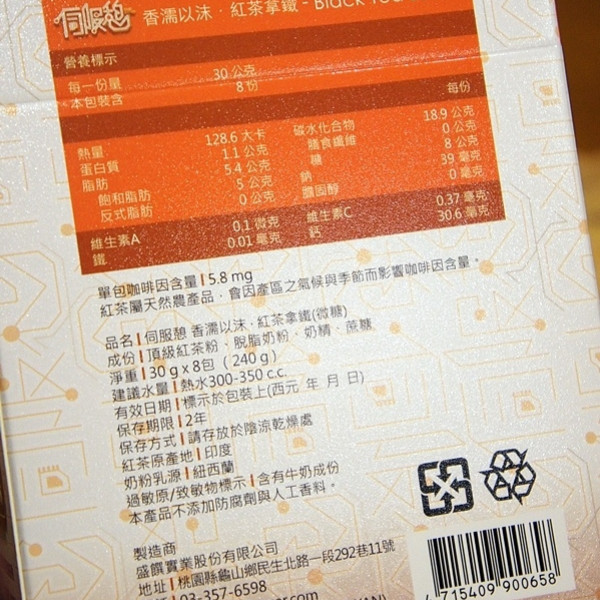 伺服憩 香濡以沫．紅茶拿鐵 - Black Tea
營養標示
每一份量 30 公克
本包裝含 8份
每份
熱量 128.6 大卡
蛋白質 1.1 公克
脂肪 5.4 公克
飽和脂肪 5 公克
反式脂肪 0 公克
碳水化合物 18.9 公克
膳食纖維 0 公克
糖 8 公克
鈉 39 毫克
膽固醇 0 毫克
維生素A 0.1 微克
鐵 0.01 毫克
維生素C 0.37 毫克
鈣 30.6 毫克
單包咖啡因含量 | 5.8 mg
紅茶屬天然農產品，會因產區之氣候與季節而影響咖啡因含量。
品名 | 伺服憩 香濡以沫．紅茶拿鐵(微糖)
成份 | 頂級紅茶粉、脫脂奶粉、奶精、蔗糖
淨重 | 30 g x 8包 ( 240 g )
建議水量 | 熱水300-350 c.c.
有效日期 | 標示於包裝上(西元 年 月 日)
保存期限 | 2年
保存方式 | 請存放於陰涼乾燥處
紅茶原產地 | 印度
奶粉乳源 | 紐西蘭
過敏原/致敏物標示 | 含有牛奶成份
本產品不添加防腐劑與人工香料。
製造商
盛饌實業股份有限公司
地址 | 桃園縣龜山鄉民生北路一段292巷11號
03-357-6598
4 715409 900658